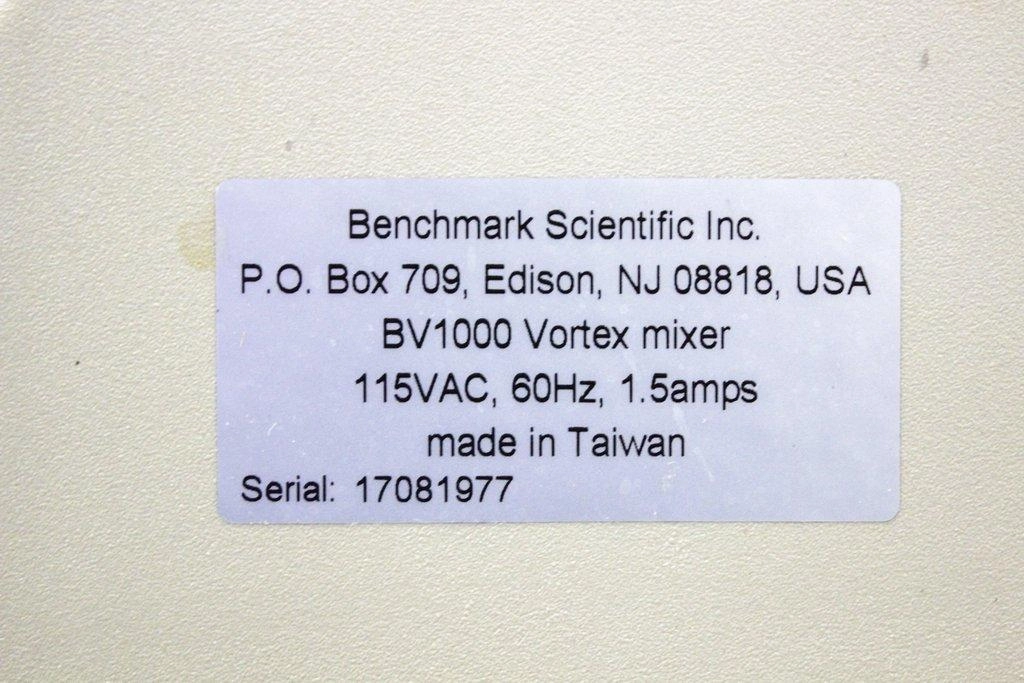 Benchmark Scientific Inc.
P.O. Box 709, Edison, NJ 08818, USA
BV1000 Vortex mixer
115VAC, 60Hz, 1.5amps
made in Taiwan
Serial: 17081977